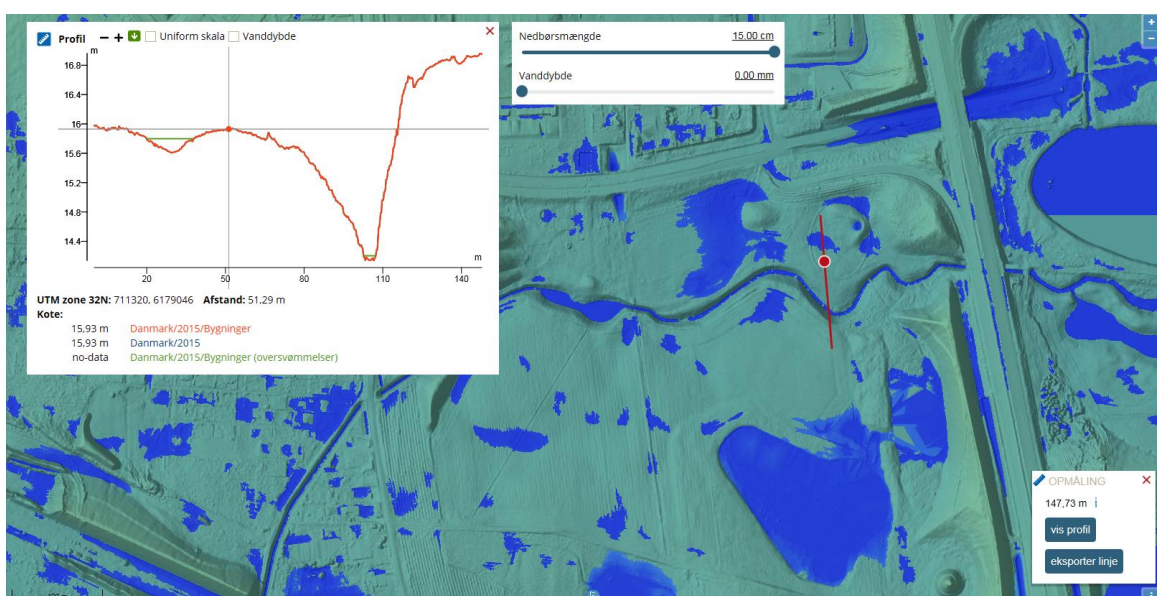 Profil − + Uniform skala Vanddybde
m
16.8
16.4
16
15.6
15.2
14.8
14.4
m
20 50 80 110 140
UTM zone 32N: 711320, 6179046 Afstand: 51,29 m
Kote:
15,93 m Danmark/2015/Bygninger
15,93 m Danmark/2015
no-data Danmark/2015/Bygninger (oversvømmelser)
Nedbørsmængde 15.00 cm
Vanddybde 0.00 mm
+
−
OPMÅLING
147,73 m i
vis profil
eksporter linje